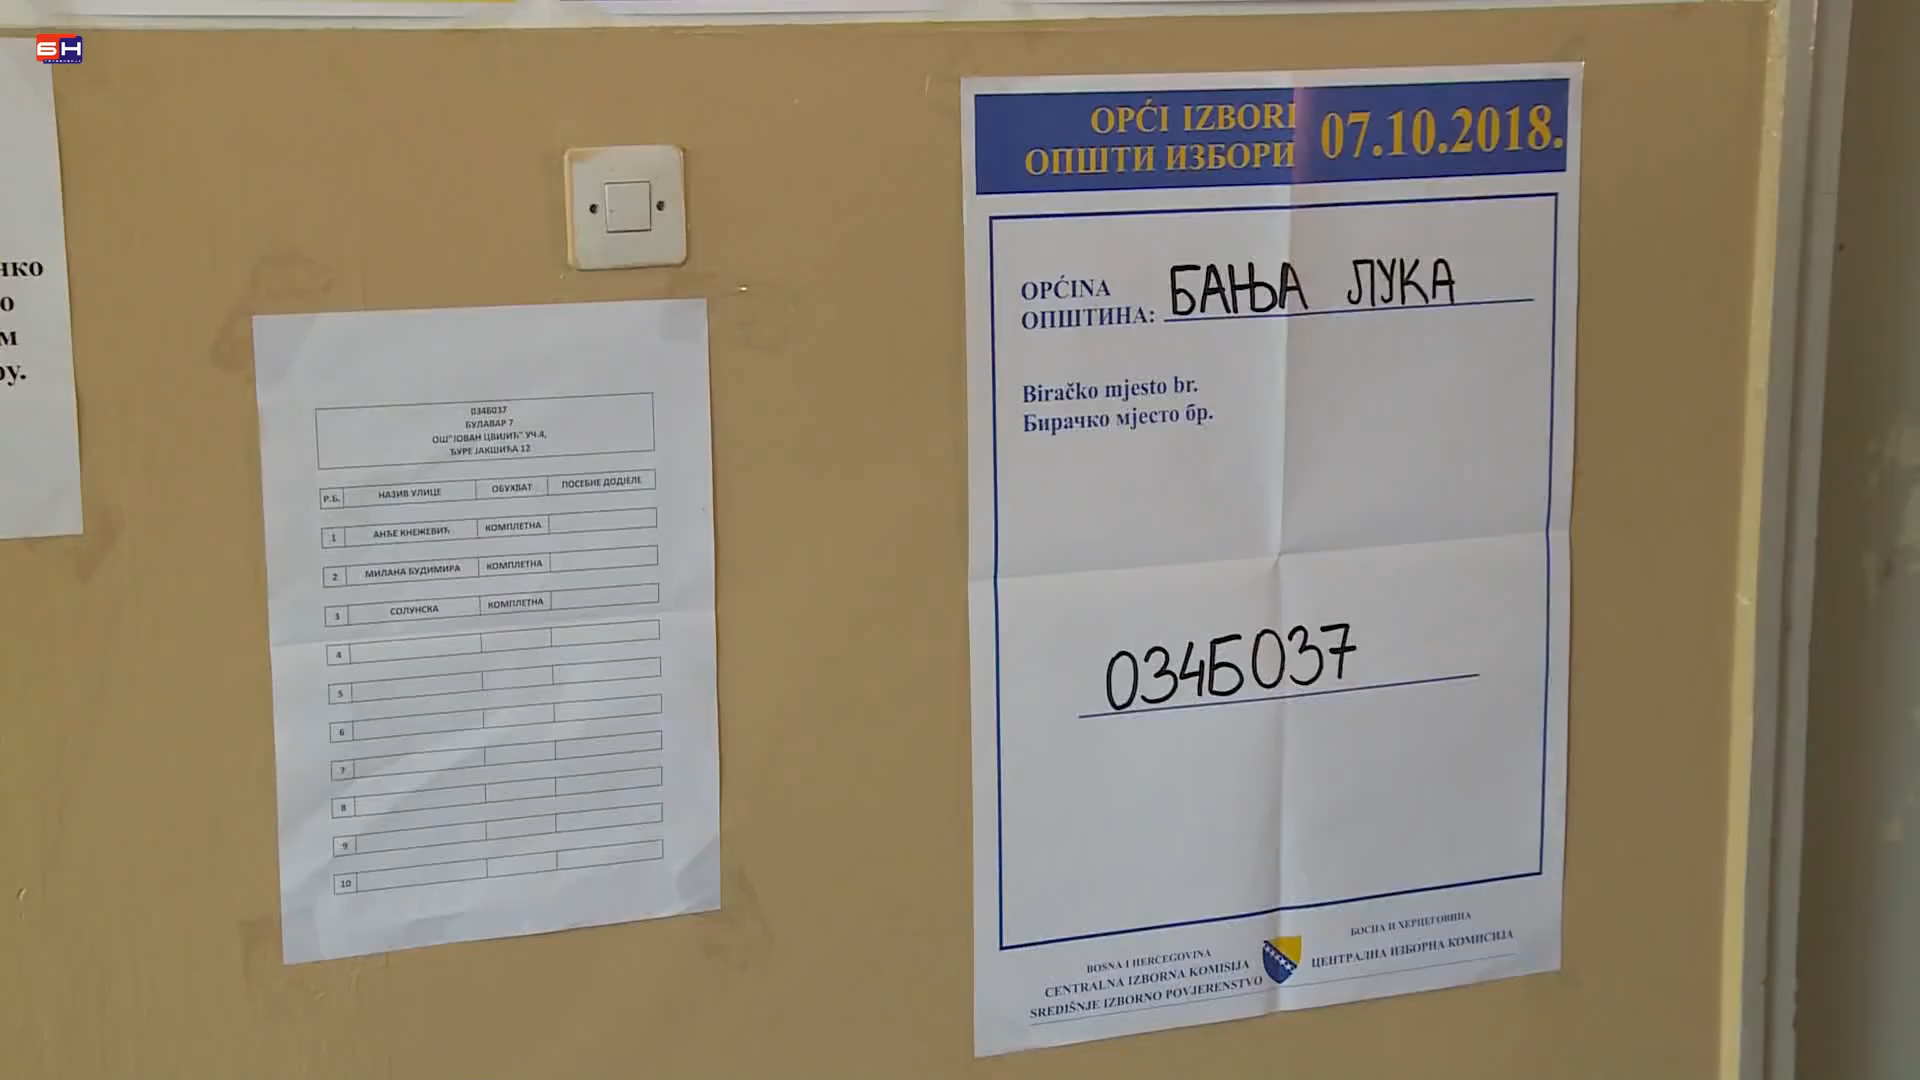 БН
нко
о
м
ру.
034Б037
БУЛАВАР 7
ОШ"ЈОВАН ЦВИЈИЋ" УЧ.4,
ЂУРЕ ЈАКШИЋА 12
Р.Б. НАЗИВ УЛИЦЕ ОБУХВАТ ПОСЕБНЕ ДОДЈЕЛЕ
1 АНЂЕ КНЕЖЕВИЋ КОМПЛЕТНА
2 МИЛАНА БУДИМИРА КОМПЛЕТНА
3 СОЛУНСКА КОМПЛЕТНА
4
5
6
7
8
9
10
OPĆI IZBORI
ОПШТИ ИЗБОРИ
07.10.2018.
OPĆINA
ОПШТИНА: БАЊА ЛУКА
Biračko mjesto br.
Бирачко мјесто бр.
034Б037
BOSNA I HERCEGOVINA
CENTRALNA IZBORNA KOMISIJA
SREDIŠNJE IZBORNO POVJERENSTVO
БОСНА И ХЕРЦЕГОВИНА
ЦЕНТРАЛНА ИЗБОРНА КОМИСИЈА